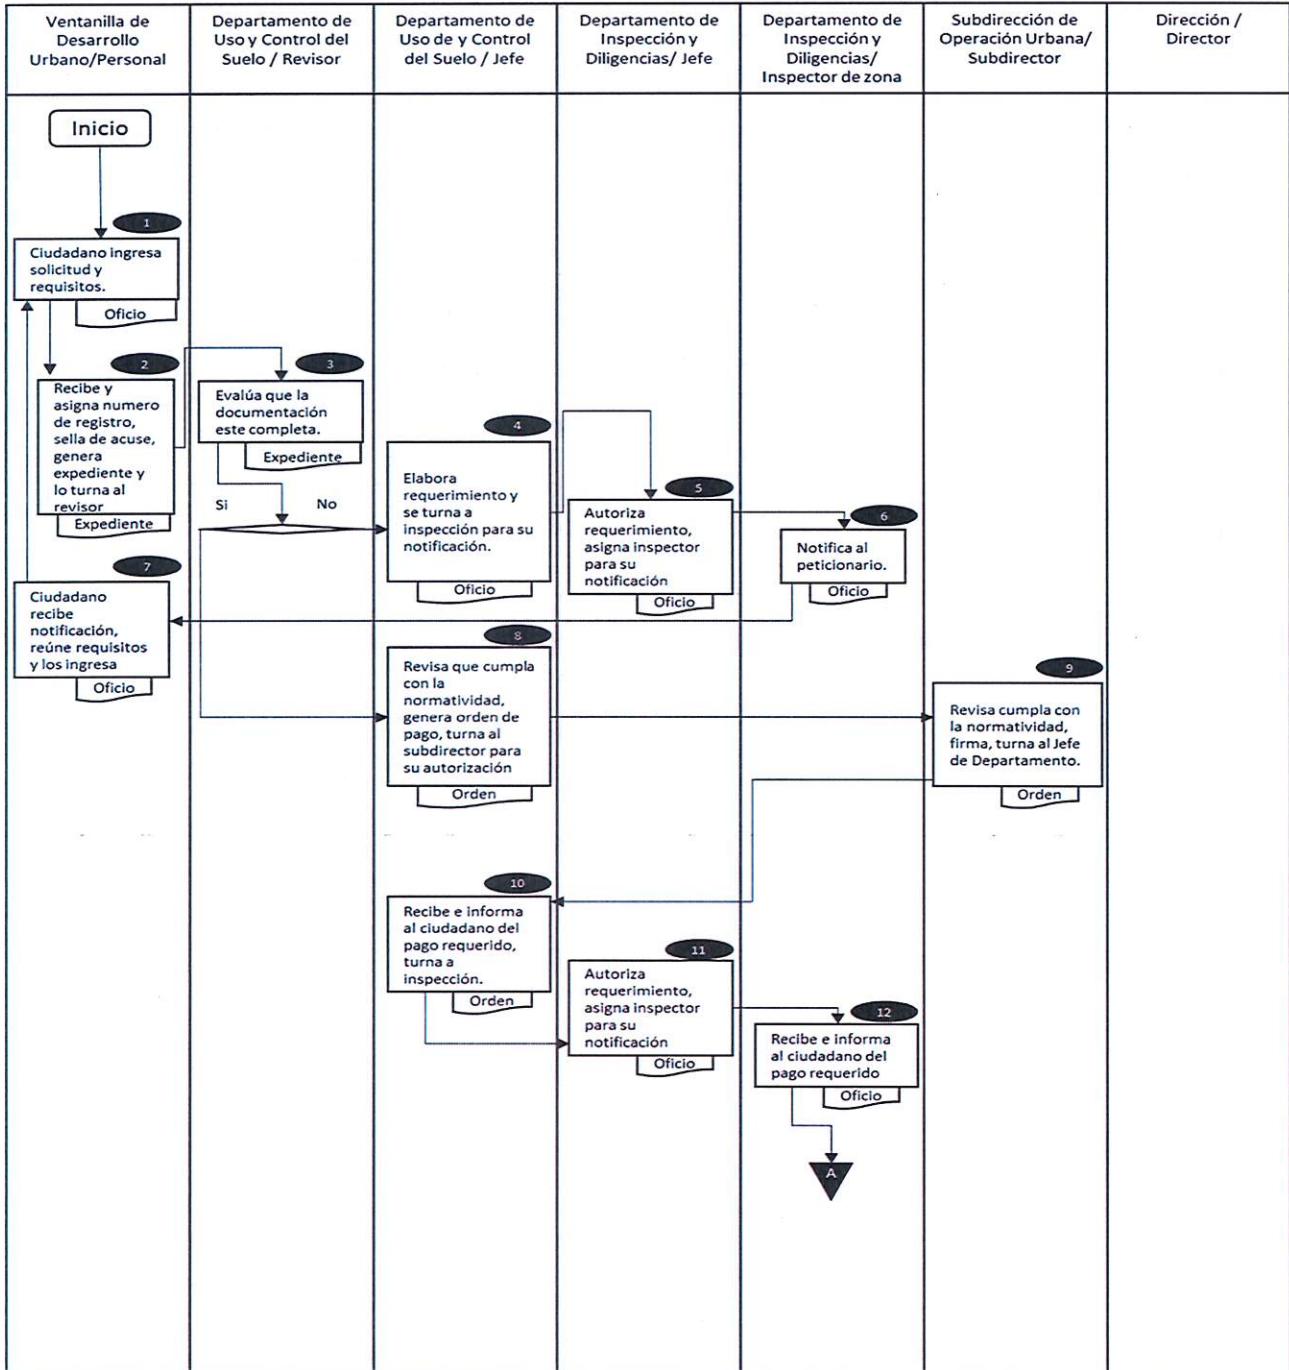 Ventanilla de
Desarrollo
Urbano/Personal
Departamento de
Uso y Control del
Suelo / Revisor
Departamento de
Uso de y Control
del Suelo / Jefe
Departamento de
Inspección y
Diligencias/ Jefe
Departamento de
Inspección y
Diligencias/
Inspector de zona
Subdirección de
Operación Urbana/
Subdirector
Dirección /
Director
Inicio
1
Ciudadano ingresa
solicitud y
requisitos.
Oficio
2
Recibe y
asigna numero
de registro,
sella de acuse,
genera
expediente y
lo turna al
revisor
Expediente
3
Evalúa que la
documentación
este completa.
Expediente
Si
No
4
Elabora
requerimiento y
se turna a
inspección para su
notificación.
Oficio
5
Autoriza
requerimiento,
asigna inspector
para su
notificación
Oficio
6
Notifica al
peticionario.
Oficio
7
Ciudadano
recibe
notificación,
reúne requisitos
y los ingresa
Oficio
8
Revisa que cumpla
con la
normatividad,
genera orden de
pago, turna al
subdirector para
su autorización
Orden
9
Revisa cumpla con
la normatividad,
firma, turna al Jefe
de Departamento.
Orden
10
Recibe e informa
al ciudadano del
pago requerido,
turna a
inspección.
Orden
11
Autoriza
requerimiento,
asigna inspector
para su
notificación
Oficio
12
Recibe e informa
al ciudadano del
pago requerido
Oficio
A